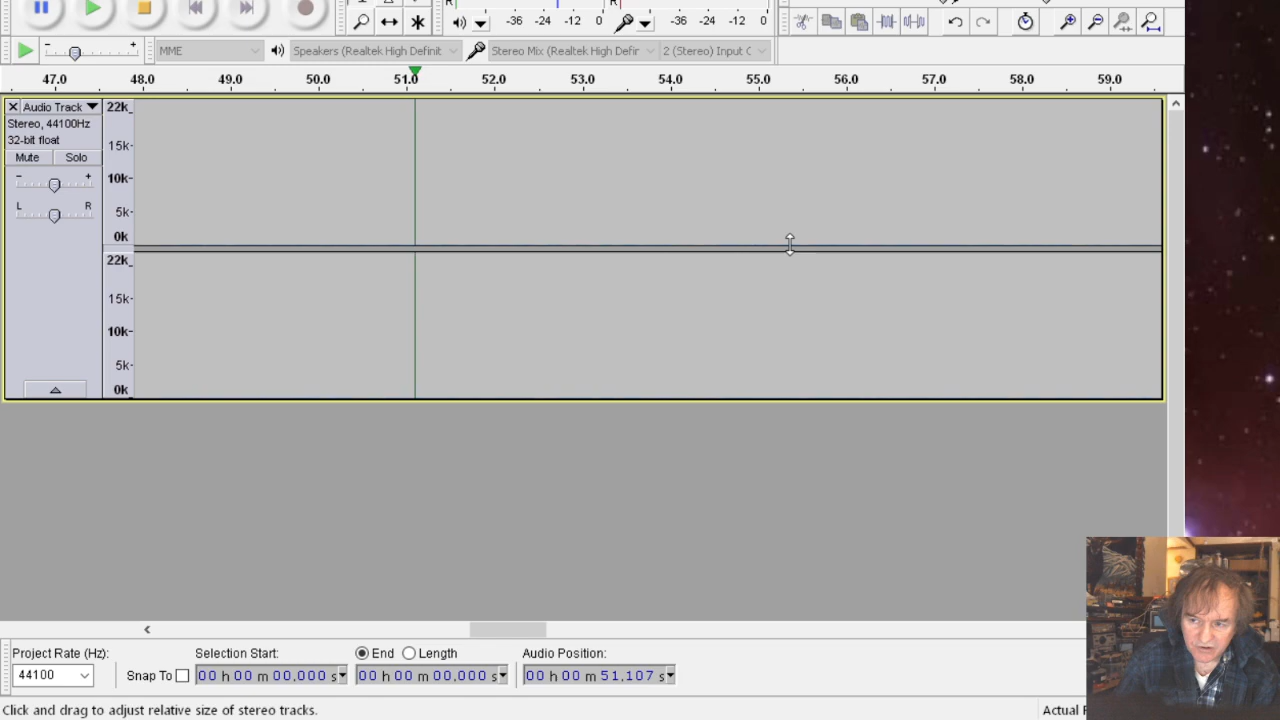 R
R
-36 -24 -12 0
-36 -24 -12 0
- +
MME
Speakers (Realtek High Definit
Stereo Mix (Realtek High Defir
2 (Stereo) Input C
47.0 48.0 49.0 50.0 51.0 52.0 53.0 54.0 55.0 56.0 57.0 58.0 59.0
Audio Track
Stereo, 44100Hz
32-bit float
Mute Solo
- +
L R
22k
15k
10k
5k
0k
22k
15k
10k
5k
0k
Project Rate (Hz):
44100
Snap To
Selection Start:
00 h 00 m 00,000 s
End Length
00 h 00 m 00,000 s
Audio Position:
00 h 00 m 51,107 s
Click and drag to adjust relative size of stereo tracks.
Actual